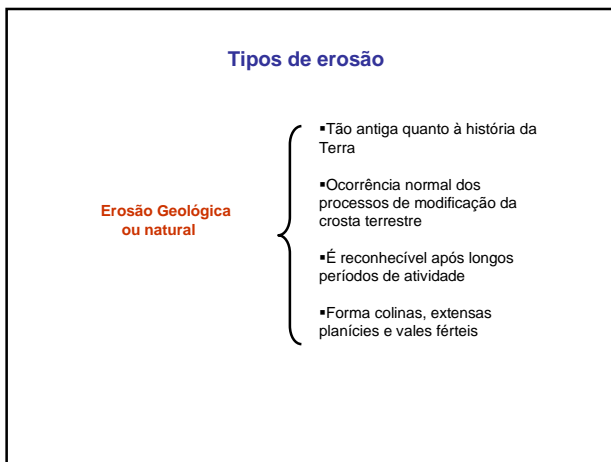 Tipos de erosão
Erosão Geológica
ou natural
▪Tão antiga quanto à história da
Terra
▪Ocorrência normal dos
processos de modificação da
crosta terrestre
▪É reconhecível após longos
períodos de atividade
▪Forma colinas, extensas
planícies e vales férteis